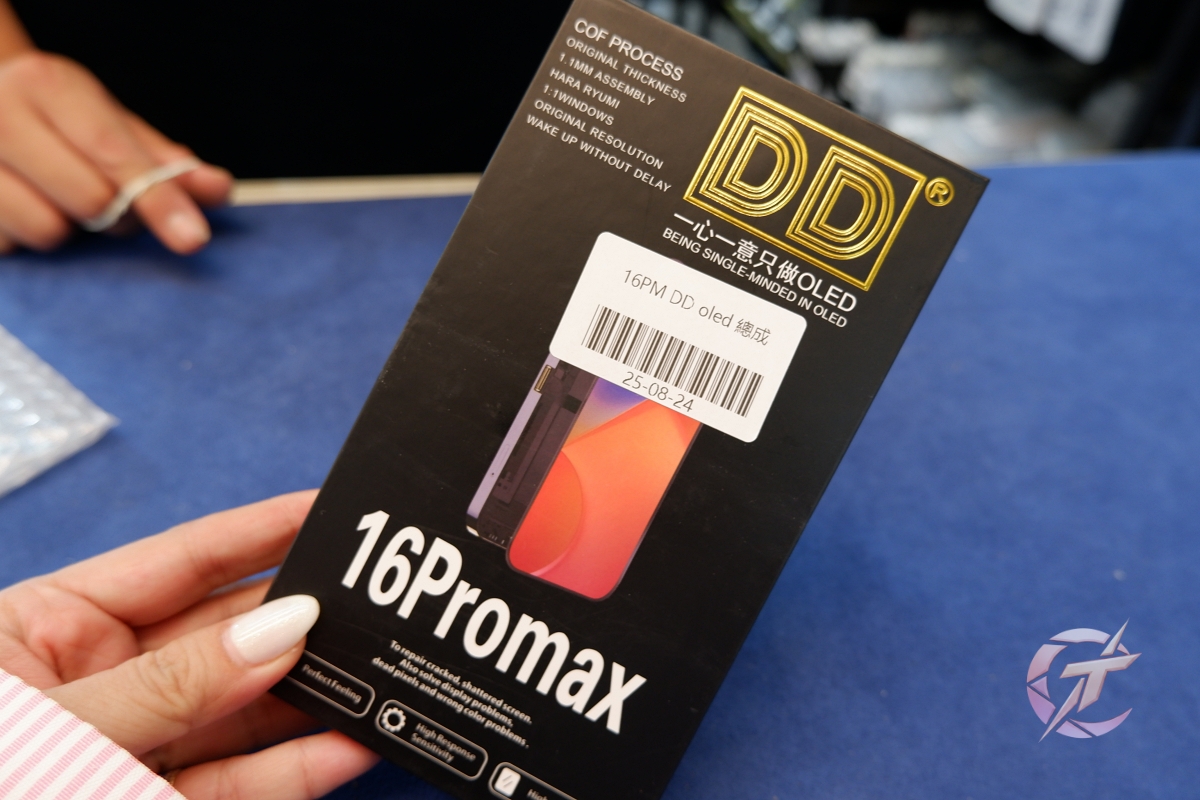 COF PROCESS
ORIGINAL THICKNESS
1.1MM ASSEMBLY
HARA RYUMI
1:1WINDOWS
ORIGINAL RESOLUTION
WAKE UP WITHOUT DELAY
DD®
一心一意只做OLED
BEING SINGLE-MINDED IN OLED
16PM DD oled 總成
25-08-24
16Promax
To repair cracked, shattered screen.
Also solve display problems,
dead pixels and wrong color problems.
Perfect Feeling
High Response
Sensitivity